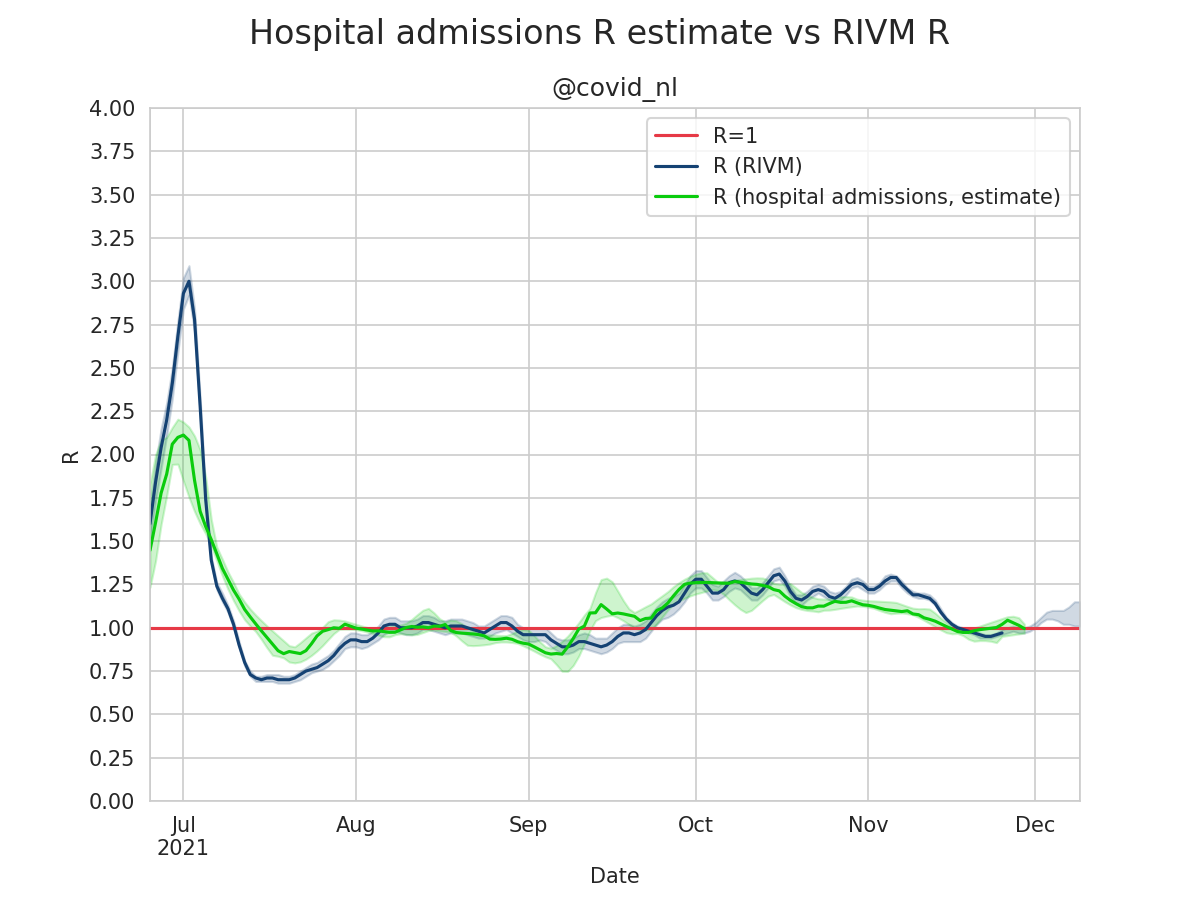 Hospital admissions R estimate vs RIVM R
@covid_nl
R=1
R (RIVM)
R (hospital admissions, estimate)
R
4.00
3.75
3.50
3.25
3.00
2.75
2.50
2.25
2.00
1.75
1.50
1.25
1.00
0.75
0.50
0.25
0.00
Jul Aug Sep Oct Nov Dec
2021
Date